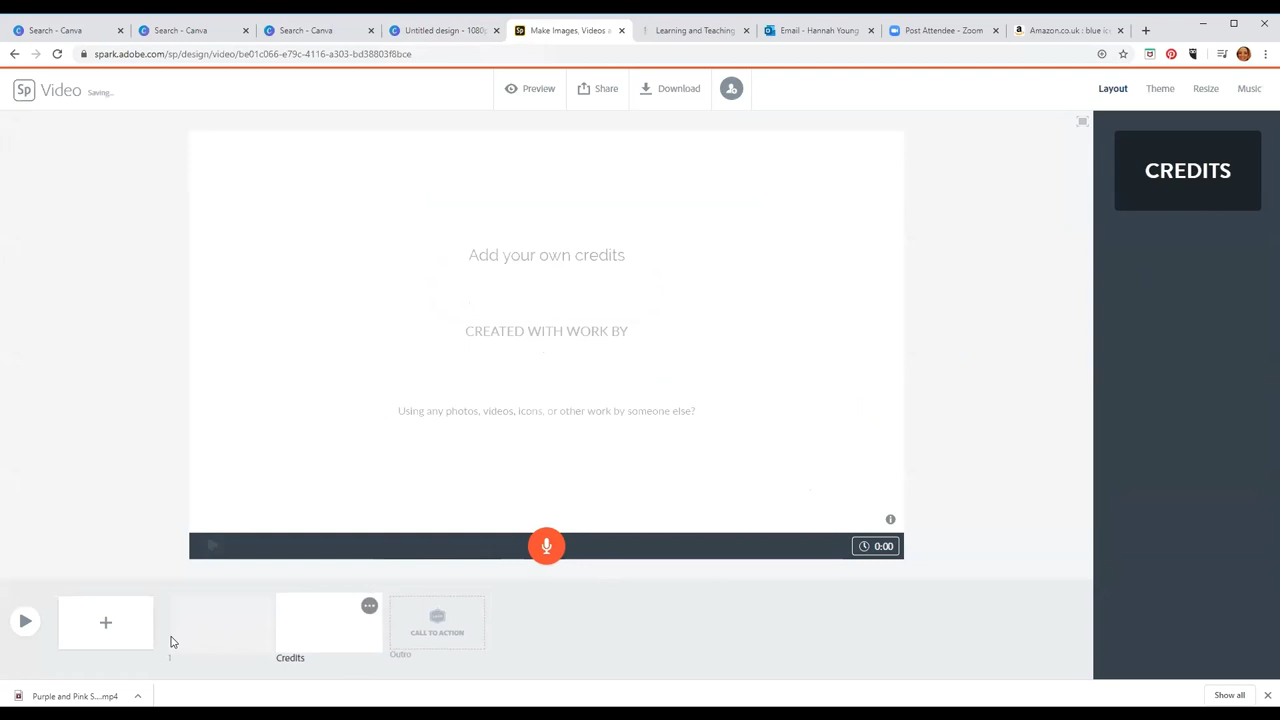 Search - Canva
Search - Canva
Search - Canva
Untitled design - 1080p
Make Images, Videos a
Learning and Teaching
Email - Hannah Young
Post Attendee - Zoom
Amazon.co.uk : blue ic
spark.adobe.com/sp/design/video/be01c066-e79c-4116-a303-bd38803f8bce
Sp Video Saving...
Preview
Share
Download
Layout
Theme
Resize
Music
CREDITS
Add your own credits
CREATED WITH WORK BY
Using any photos, videos, icons, or other work by someone else?
0:00
CALL TO ACTION
1
Credits
Outro
Purple and Pink S....mp4
Show all